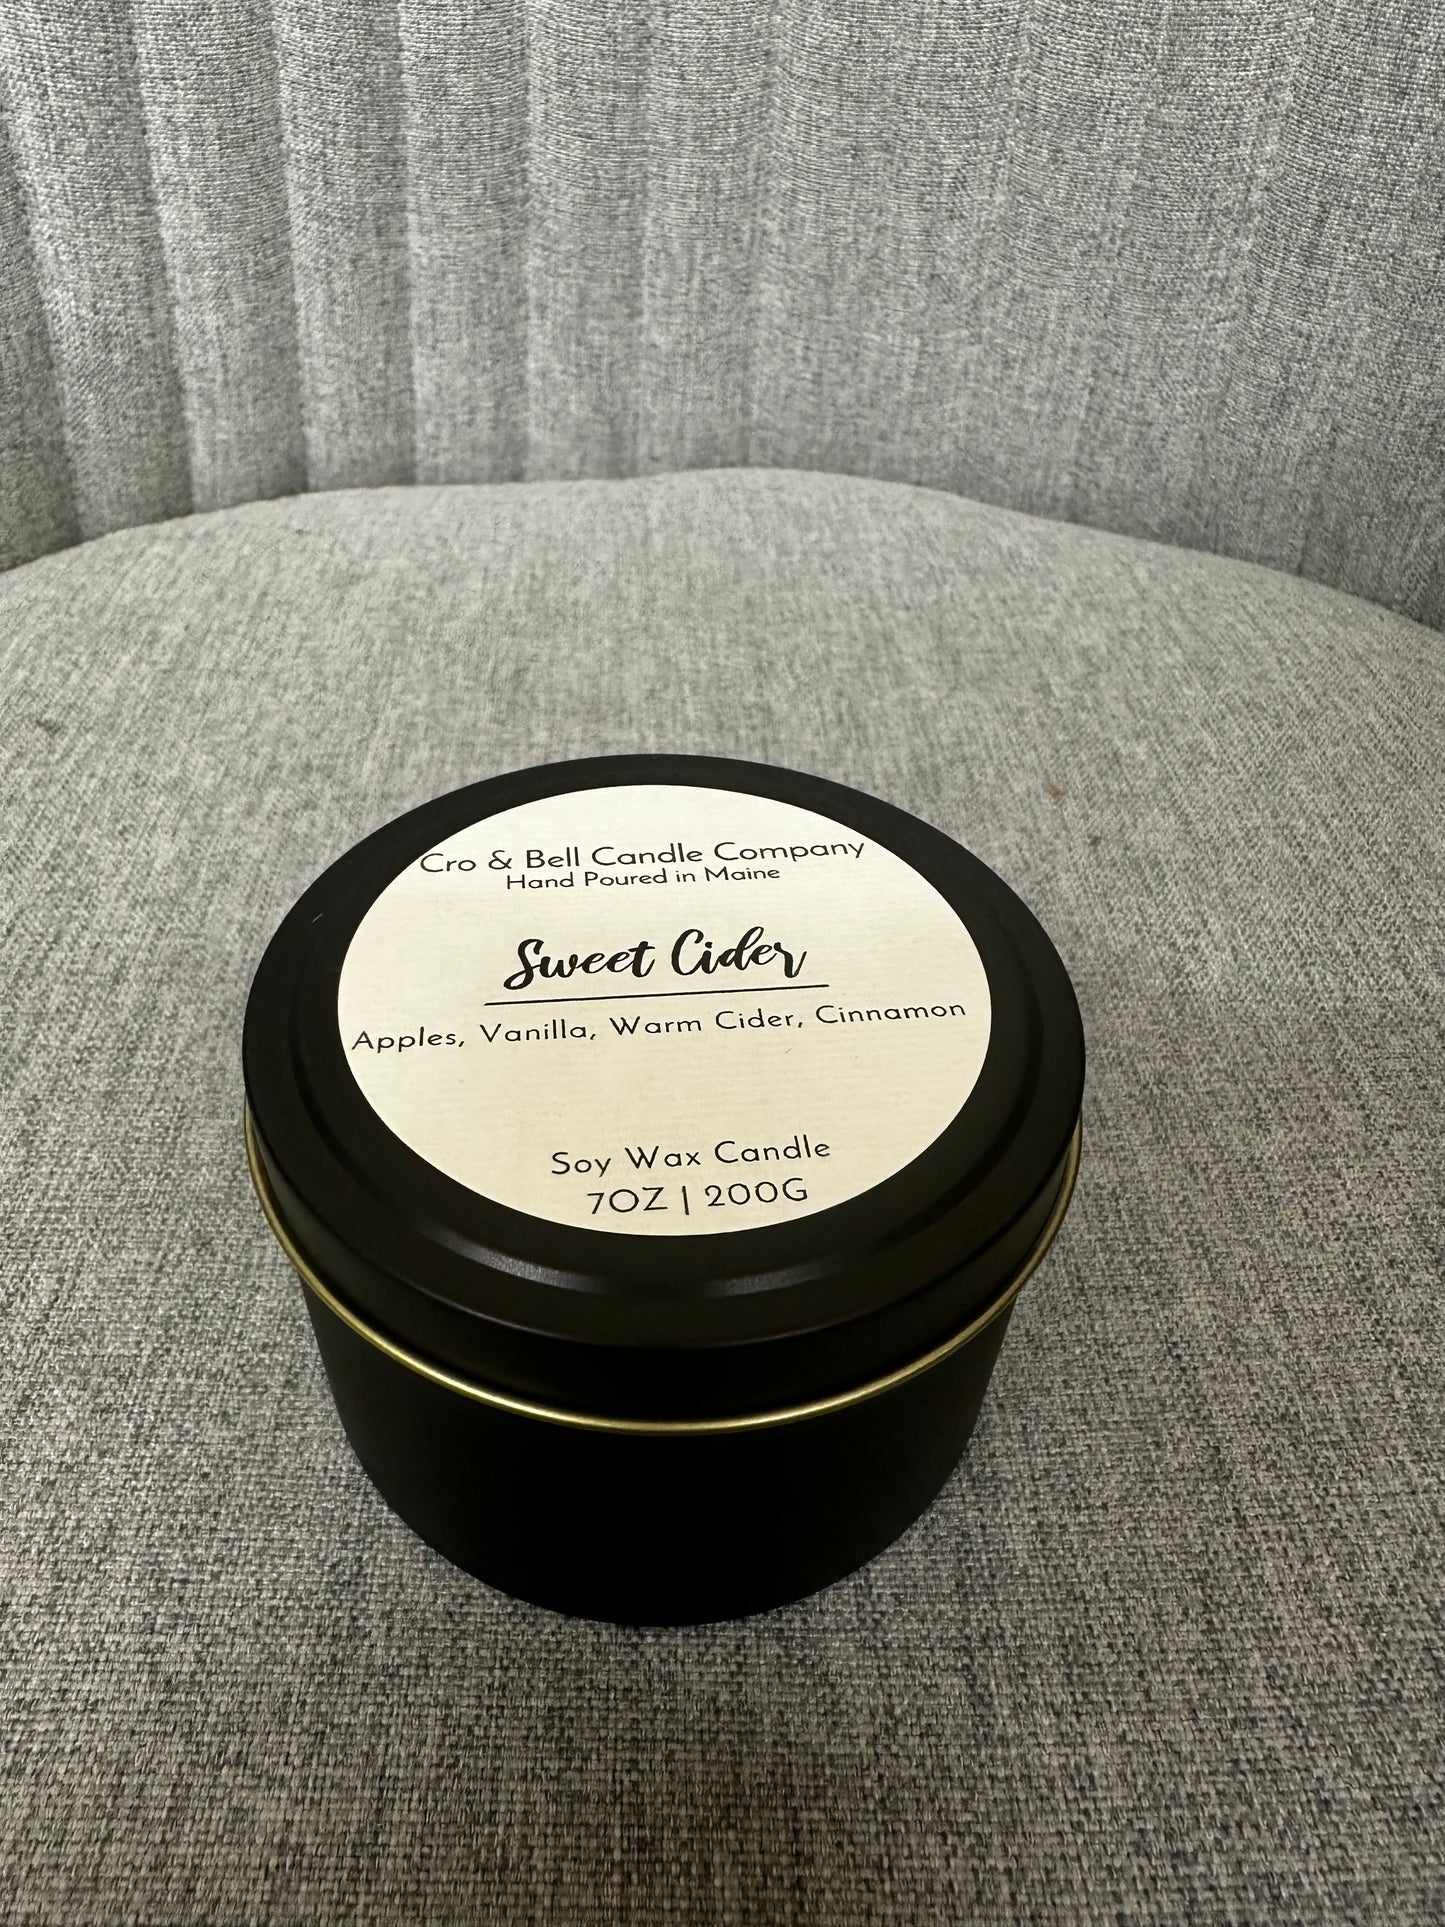 Cro & Bell Candle Company
Hand Poured in Maine
Sweet Cider
Apples, Vanilla, Warm Cider, Cinnamon
Soy Wax Candle
7OZ | 200G